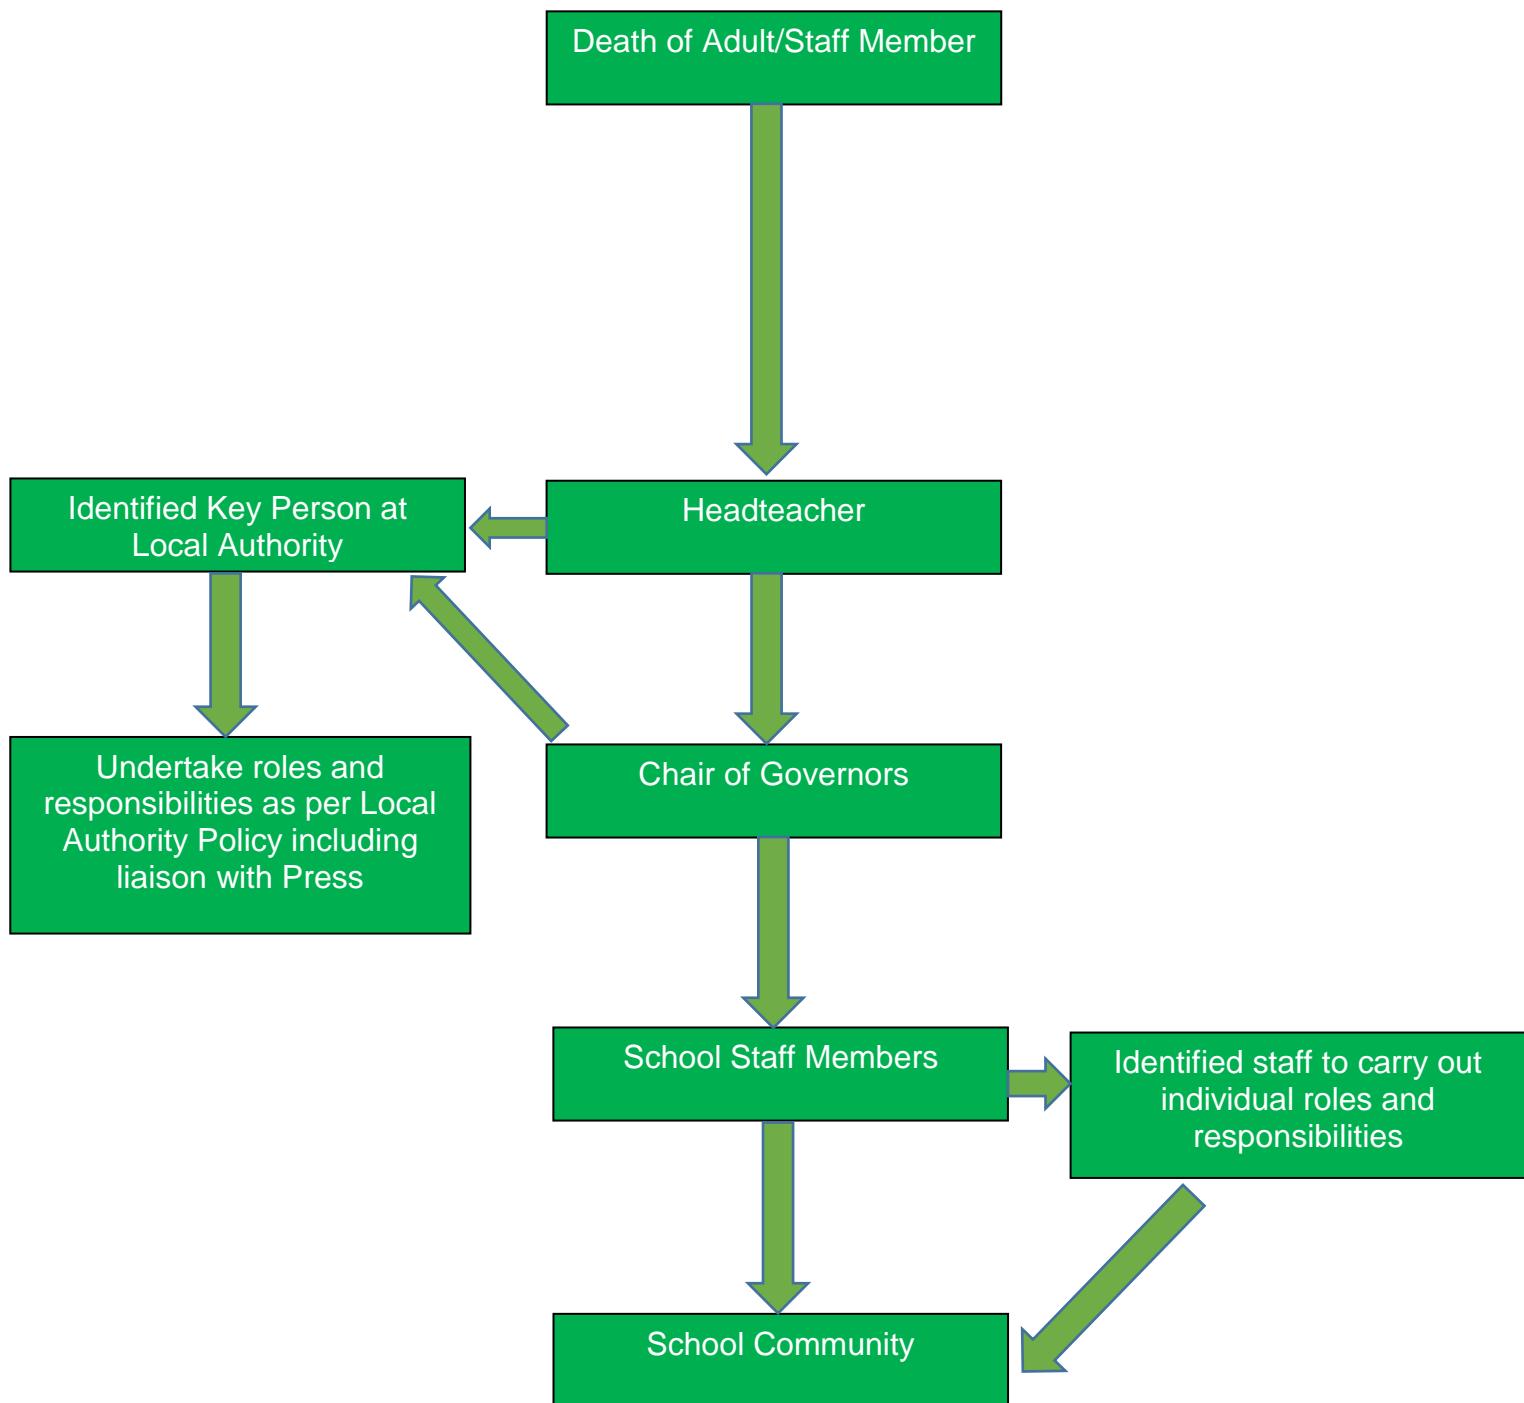 Death of Adult/Staff Member
Identified Key Person at
Local Authority
Headteacher
Undertake roles and
responsibilities as per Local
Authority Policy including
liaison with Press
Chair of Governors
School Staff Members
Identified staff to carry out
individual roles and
responsibilities
School Community